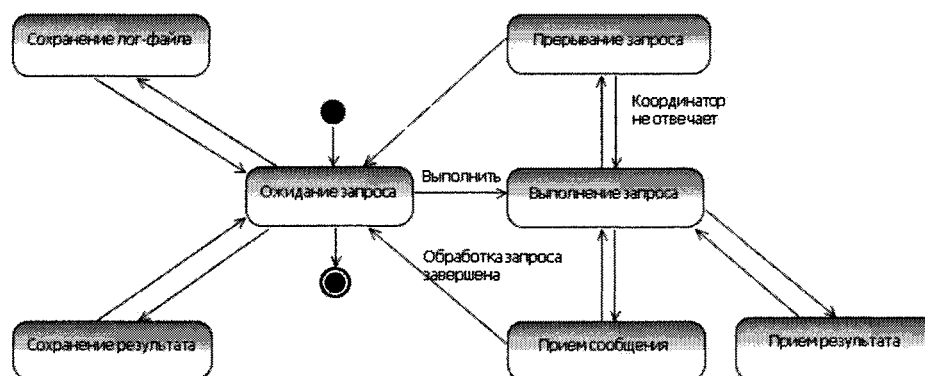 Сохранение лог-файла
Прерывание запроса
Координатор
не отвечает
Ожидание запроса
Выполнить
Выполнение запроса
Обработка запроса
завершена
Сохранение результата
Прием сообщения
Прием результата